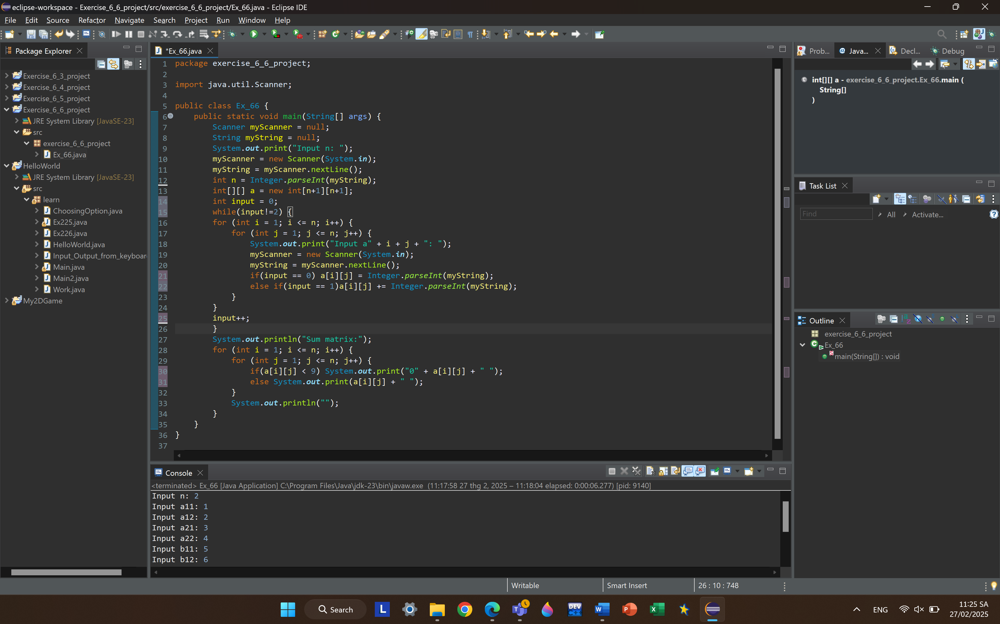 eclipse-workspace - Exercise_6_6_project/src/exercise_6_6_project/Ex_66.java - Eclipse IDE
File Edit Source Refactor Navigate Search Project Run Window Help
Package Explorer
Exercise_6_3_project
Exercise_6_4_project
Exercise_6_5_project
Exercise_6_6_project
JRE System Library [JavaSE-23]
src
exercise_6_6_project
Ex_66.java
HelloWorld
JRE System Library [JavaSE-23]
src
learn
ChoosingOption.java
Ex225.java
Ex226.java
HelloWorld.java
Input_Output_from_keyboar
Main.java
Main2.java
Work.java
My2DGame
*Ex_66.java
1 package exercise_6_6_project;
2
3 import java.util.Scanner;
4
5 public class Ex_66 {
6 public static void main(String[] args) {
7 Scanner myScanner = null;
8 String myString = null;
9 System.out.print("Input n: ");
10 myScanner = new Scanner(System.in);
11 myString = myScanner.nextLine();
12 int n = Integer.parseInt(myString);
13 int[][] a = new int[n+1][n+1];
14 int input = 0;
15 while(input!=2) {
16 for (int i = 1; i <= n; i++) {
17 for (int j = 1; j <= n; j++) {
18 System.out.print("Input a" + i + j + ": ");
19 myScanner = new Scanner(System.in);
20 myString = myScanner.nextLine();
21 if(input == 0) a[i][j] = Integer.parseInt(myString);
22 else if(input == 1)a[i][j] += Integer.parseInt(myString);
23 }
24 }
25 input++;
26 }
27 System.out.println("Sum matrix:");
28 for (int i = 1; i <= n; i++) {
29 for (int j = 1; j <= n; j++) {
30 if(a[i][j] < 9) System.out.print("0" + a[i][j] + " ");
31 else System.out.print(a[i][j] + " ");
32 }
33 System.out.println("");
34 }
35 }
36 }
37
Console
<terminated> Ex_66 [Java Application] C:\Program Files\Java\jdk-23\bin\javaw.exe (11:17:58 27 thg 2, 2025 – 11:18:04 elapsed: 0:00:06.277) [pid: 9140]
Input n: 2
Input a11: 1
Input a12: 2
Input a21: 3
Input a22: 4
Input b11: 5
Input b12: 6
Prob... @ Java... Decl... Debug
int[][] a - exercise_6_6_project.Ex_66.main (
String[]
)
Task List
Find All Activate...
Outline
exercise_6_6_project
Ex_66
main(String[]) : void
Writable Smart Insert 26 : 10 : 748
Search
ENG
11:25 SA
27/02/2025